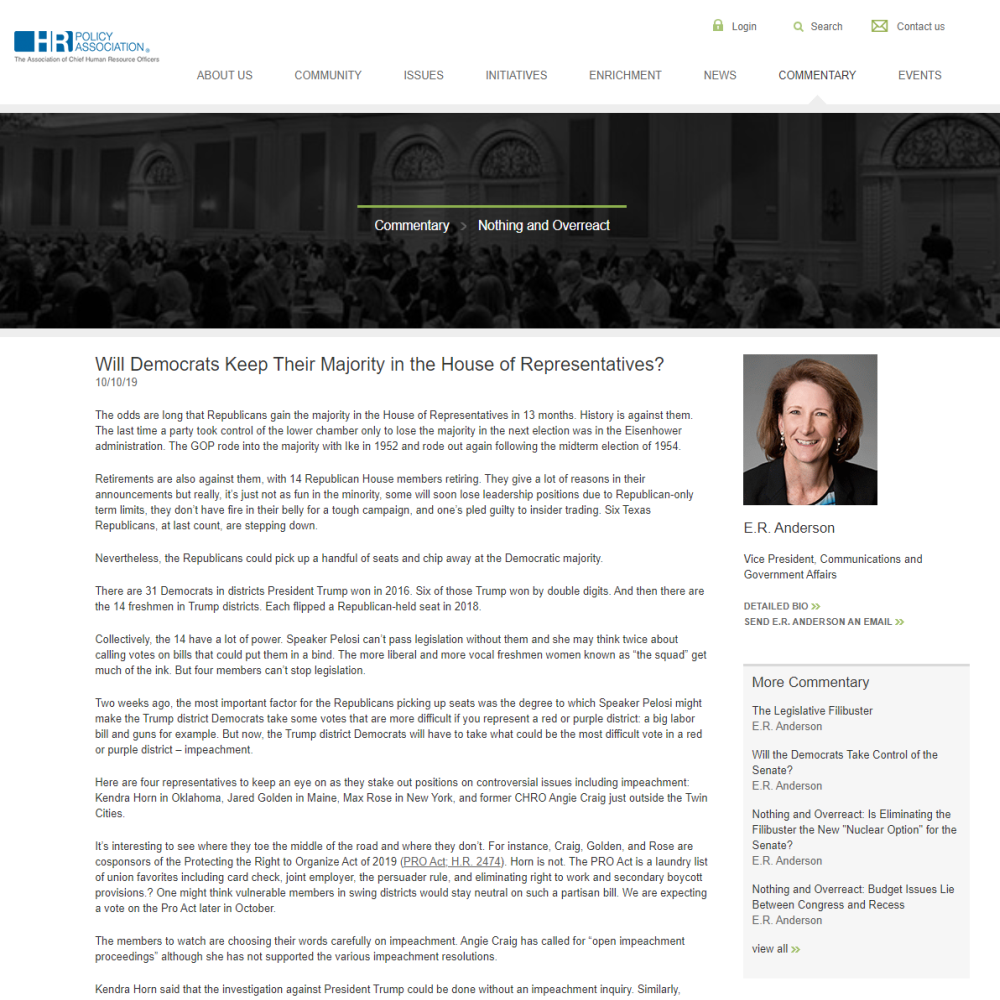 Login
Search
Contact us
HR POLICY ASSOCIATION®
The Association of Chief Human Resource Officers
ABOUT US
COMMUNITY
ISSUES
INITIATIVES
ENRICHMENT
NEWS
COMMENTARY
EVENTS
Commentary > Nothing and Overreact
Will Democrats Keep Their Majority in the House of Representatives?
10/10/19
The odds are long that Republicans gain the majority in the House of Representatives in 13 months. History is against them.
The last time a party took control of the lower chamber only to lose the majority in the next election was in the Eisenhower
administration. The GOP rode into the majority with Ike in 1952 and rode out again following the midterm election of 1954.
Retirements are also against them, with 14 Republican House members retiring. They give a lot of reasons in their
announcements but really, it's just not as fun in the minority, some will soon lose leadership positions due to Republican-only
term limits, they don't have fire in their belly for a tough campaign, and one's pled guilty to insider trading. Six Texas
Republicans, at last count, are stepping down.
Nevertheless, the Republicans could pick up a handful of seats and chip away at the Democratic majority.
There are 31 Democrats in districts President Trump won in 2016. Six of those Trump won by double digits. And then there are
the 14 freshmen in Trump districts. Each flipped a Republican-held seat in 2018.
Collectively, the 14 have a lot of power. Speaker Pelosi can't pass legislation without them and she may think twice about
calling votes on bills that could put them in a bind. The more liberal and more vocal freshmen women known as "the squad" get
much of the ink. But four members can't stop legislation.
Two weeks ago, the most important factor for the Republicans picking up seats was the degree to which Speaker Pelosi might
make the Trump district Democrats take some votes that are more difficult if you represent a red or purple district: a big labor
bill and guns for example. But now, the Trump district Democrats will have to take what could be the most difficult vote in a red
or purple district – impeachment.
Here are four representatives to keep an eye on as they stake out positions on controversial issues including impeachment:
Kendra Horn in Oklahoma, Jared Golden in Maine, Max Rose in New York, and former CHRO Angie Craig just outside the Twin
Cities.
It's interesting to see where they toe the middle of the road and where they don't. For instance, Craig, Golden, and Rose are
cosponsors of the Protecting the Right to Organize Act of 2019 (PRO Act; H.R. 2474). Horn is not. The PRO Act is a laundry list
of union favorites including card check, joint employer, the persuader rule, and eliminating right to work and secondary boycott
provisions.? One might think vulnerable members in swing districts would stay neutral on such a partisan bill. We are expecting
a vote on the Pro Act later in October.
The members to watch are choosing their words carefully on impeachment. Angie Craig has called for "open impeachment
proceedings" although she has not supported the various impeachment resolutions.
Kendra Horn said that the investigation against President Trump could be done without an impeachment inquiry. Similarly,
E.R. Anderson
Vice President, Communications and
Government Affairs
DETAILED BIO »
SEND E.R. ANDERSON AN EMAIL »
More Commentary
The Legislative Filibuster
E.R. Anderson
Will the Democrats Take Control of the
Senate?
E.R. Anderson
Nothing and Overreact: Is Eliminating the
Filibuster the New "Nuclear Option" for the
Senate?
E.R. Anderson
Nothing and Overreact: Budget Issues Lie
Between Congress and Recess
E.R. Anderson
view all »